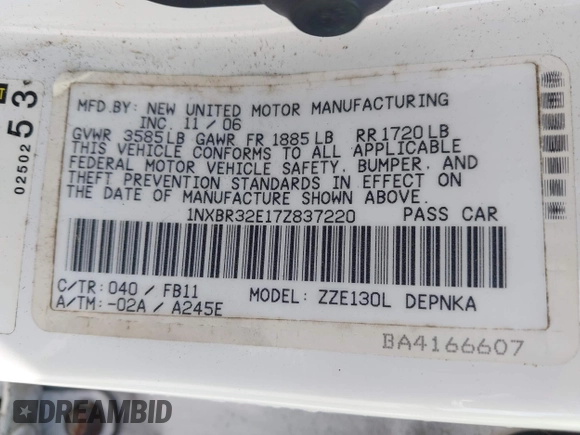 MFD.BY: NEW UNITED MOTOR MANUFACTURING
INC. 11/06
GVWR 3585LB GAWR FR 1885LB RR 1720LB
THIS VEHICLE CONFORMS TO ALL APPLICABLE
FEDERAL MOTOR VEHICLE SAFETY, BUMPER, AND
THEFT PREVENTION STANDARDS IN EFFECT ON
THE DATE OF MANUFACTURE SHOWN ABOVE.
1NXBR32E17Z837220 PASS CAR
C/TR: 040 / FB11
A/TM: -02A / A245E
MODEL: ZZE130L DEPNKA
BA4166607
02502
53
DREAMBID